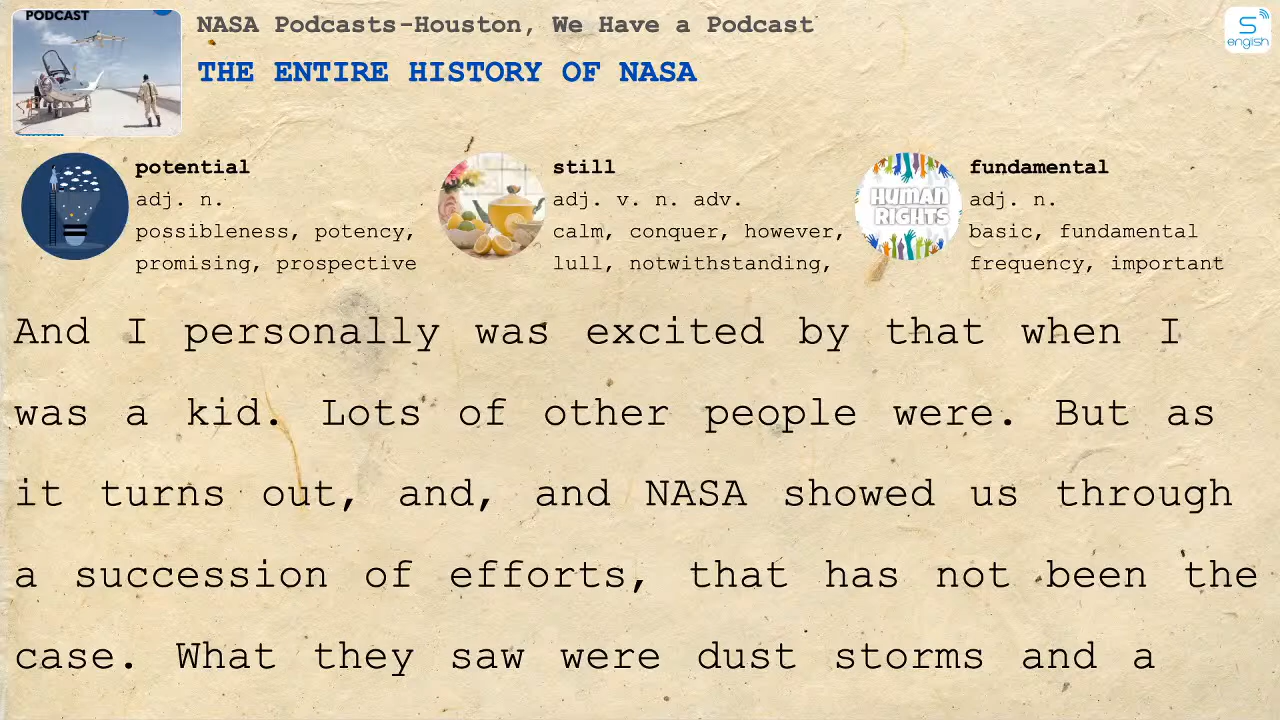 PODCAST
NASA Podcasts-Houston, We Have a Podcast
THE ENTIRE HISTORY OF NASA
S
english
potential
adj. n.
possibleness, potency,
promising, prospective
still
adj. v. n. adv.
calm, conquer, however,
lull, notwithstanding,
HUMAN
RIGHTS
fundamental
adj. n.
basic, fundamental
frequency, important
And I personally was excited by that when I
was a kid. Lots of other people were. But as
it turns out, and, and NASA showed us through
a succession of efforts, that has not been the
case. What they saw were dust storms and a